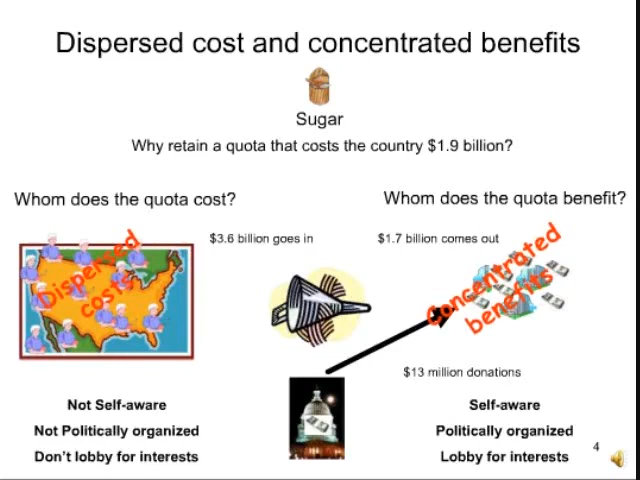 Dispersed cost and concentrated benefits
Sugar
Why retain a quota that costs the country $1.9 billion?
Whom does the quota cost?
Whom does the quota benefit?
$3.6 billion goes in
$1.7 billion comes out
Dispersed
costs
Concentrated
benefits
$13 million donations
Not Self-aware
Not Politically organized
Don't lobby for interests
Self-aware
Politically organized
Lobby for interests
4